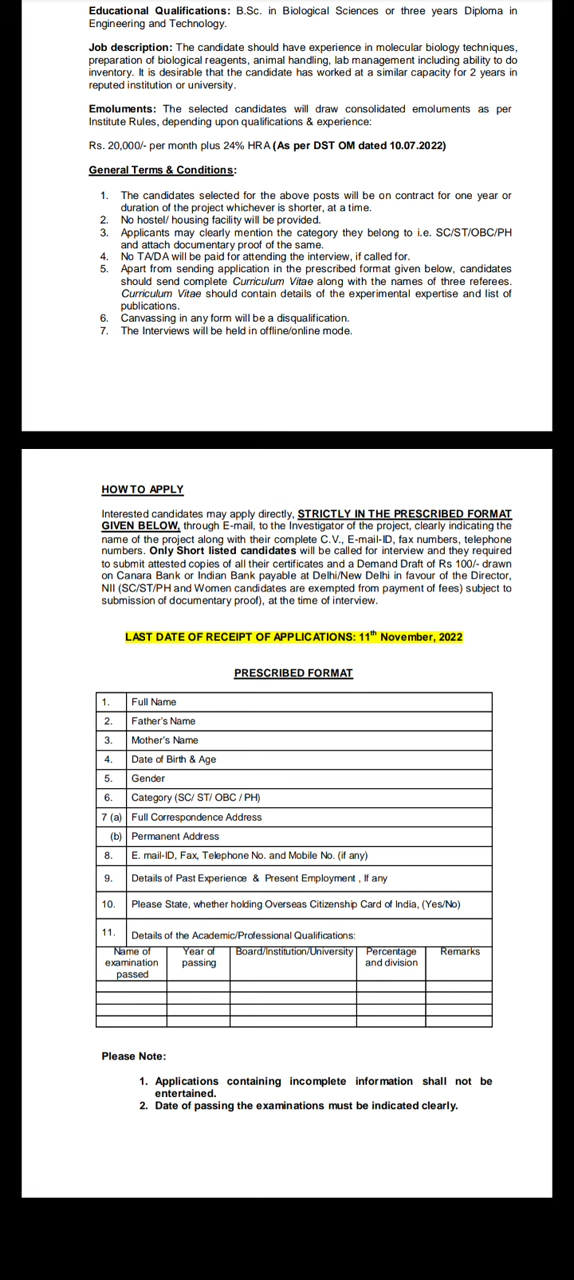 Educational Qualifications: B.Sc. in Biological Sciences or three years Diploma in
Engineering and Technology.
Job description: The candidate should have experience in molecular biology techniques,
preparation of biological reagents, animal handling, lab management including ability to do
inventory. It is desirable that the candidate has worked at a similar capacity for 2 years in
reputed institution or university.
Emoluments: The selected candidates will draw consolidated emoluments as per
Institute Rules, depending upon qualifications & experience:
Rs. 20,000/- per month plus 24% HRA (As per DST OM dated 10.07.2022)
General Terms & Conditions:
1. The candidates selected for the above posts will be on contract for one year or
duration of the project whichever is shorter, at a time.
2. No hostel/ housing facility will be provided.
3. Applicants may clearly mention the category they belong to i.e. SC/ST/OBC/PH
and attach documentary proof of the same.
4. No TA/DA will be paid for attending the interview, if called for.
5. Apart from sending application in the prescribed format given below, candidates
should send complete Curriculum Vitae along with the names of three referees.
Curriculum Vitae should contain details of the experimental expertise and list of
publications.
6. Canvassing in any form will be a disqualification.
7. The Interviews will be held in offline/online mode.
HOW TO APPLY
Interested candidates may apply directly, STRICTLY IN THE PRESCRIBED FORMAT
GIVEN BELOW, through E-mail, to the Investigator of the project, clearly indicating the
name of the project along with their complete C.V., E-mail-ID, fax numbers, telephone
numbers. Only Short listed candidates will be called for interview and they required
to submit attested copies of all their certificates and a Demand Draft of Rs 100/- drawn
on Canara Bank or Indian Bank payable at Delhi/New Delhi in favour of the Director,
NII (SC/ST/PH and Women candidates are exempted from payment of fees) subject to
submission of documentary proof), at the time of interview.
LAST DATE OF RECEIPT OF APPLICATIONS: 11th November, 2022
PRESCRIBED FORMAT
1. Full Name
2. Father's Name
3. Mother's Name
4. Date of Birth & Age
5. Gender
6. Category (SC/ ST/ OBC / PH)
7 (a) Full Correspondence Address
(b) Permanent Address
8. E. mail-ID, Fax, Telephone No. and Mobile No. (if any)
9. Details of Past Experience & Present Employment , If any
10. Please State, whether holding Overseas Citizenship Card of India, (Yes/No)
11. Details of the Academic/Professional Qualifications:
Name of Year of Board/Institution/University Percentage Remarks
examination passing and division
passed
Please Note:
1. Applications containing incomplete information shall not be
entertained.
2. Date of passing the examinations must be indicated clearly.